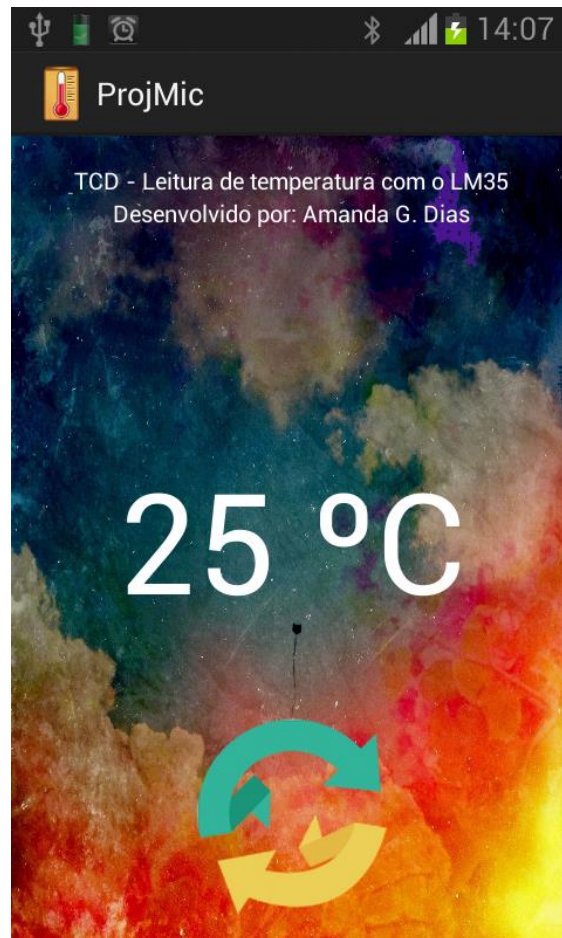 14:07
ProjMic
TCD - Leitura de temperatura com o LM35
Desenvolvido por: Amanda G. Dias
25 ºC